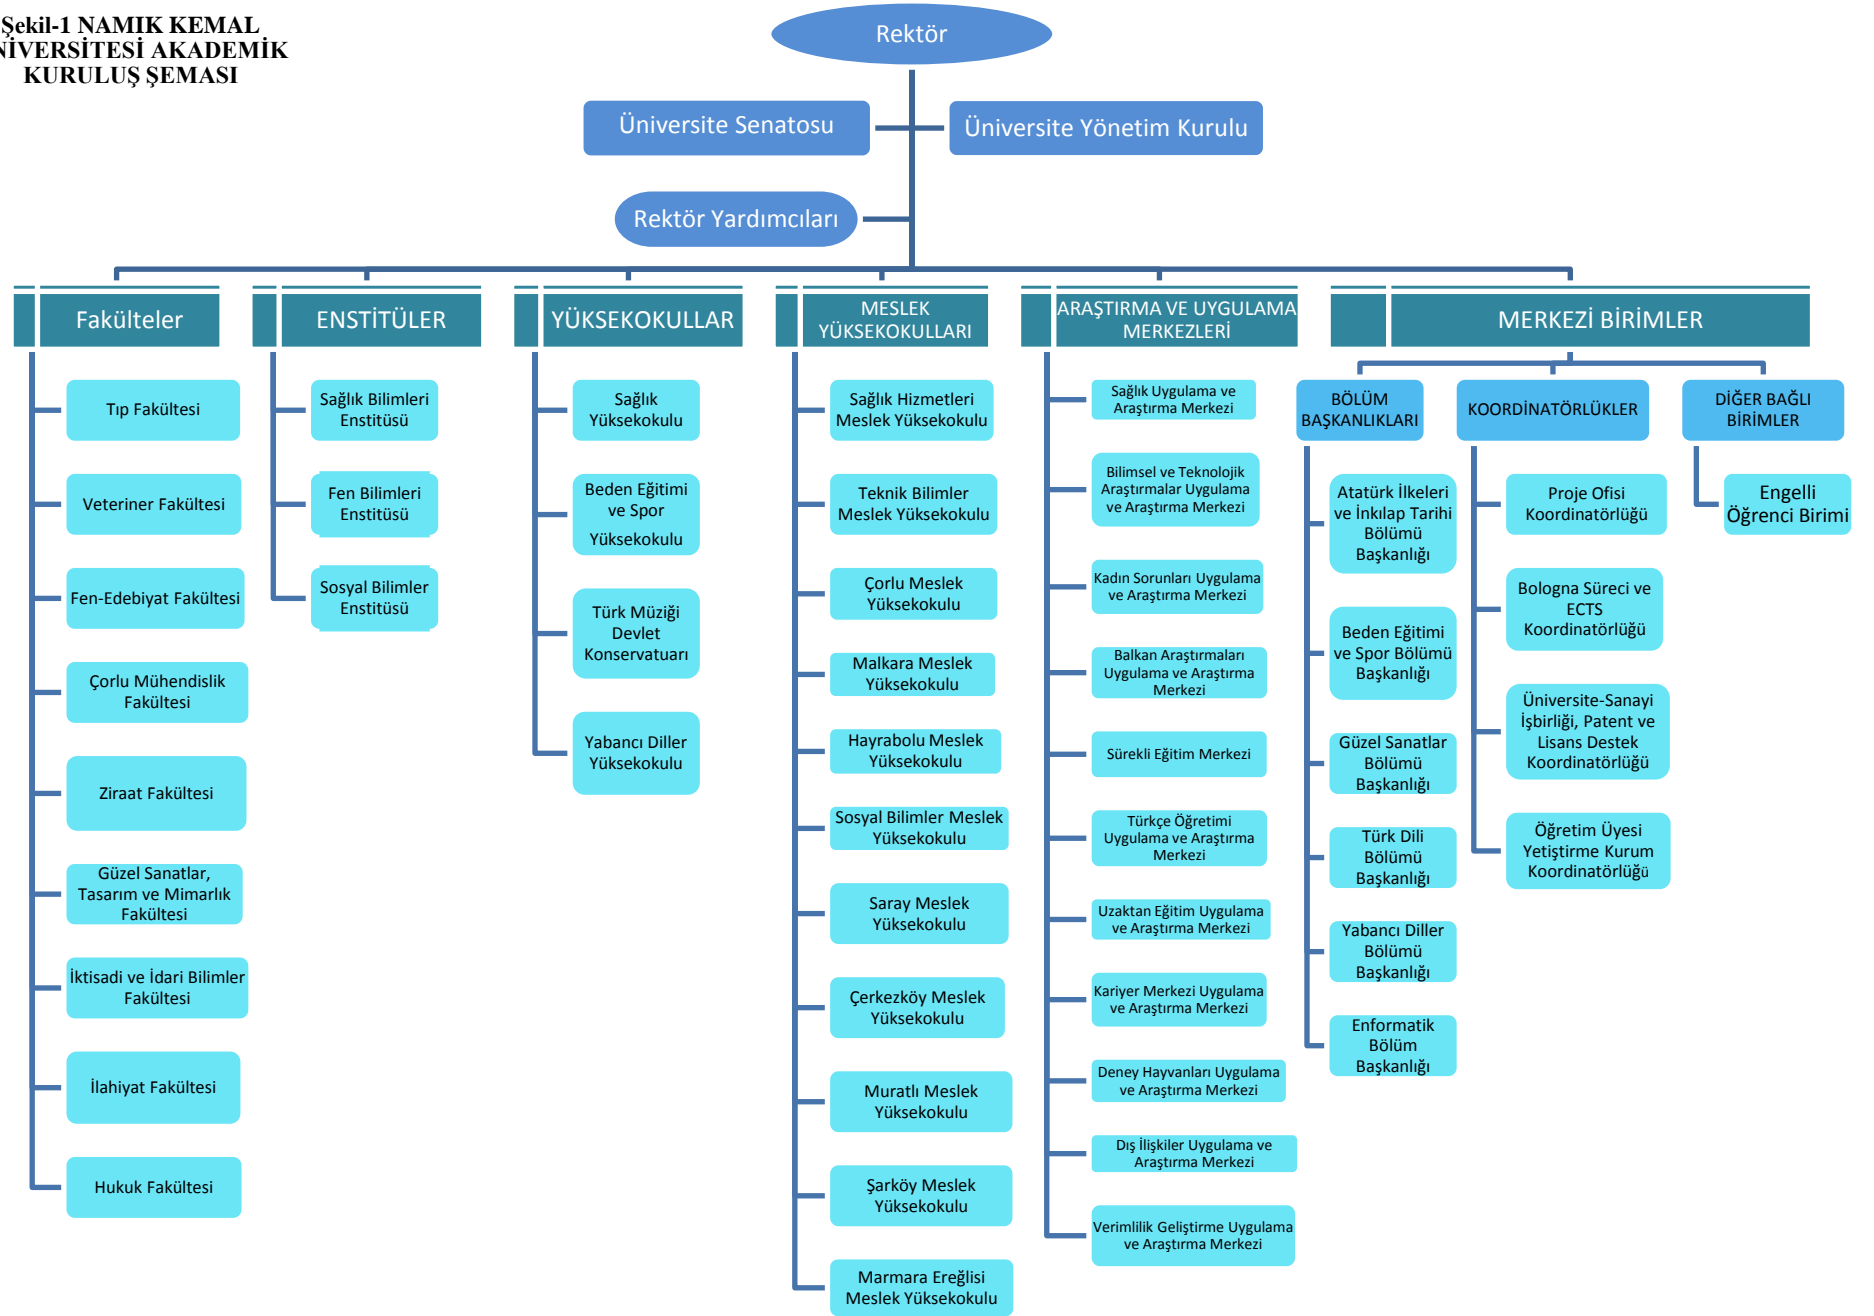 Şekil-1 NAMIK KEMAL
NİVERSİTESİ AKADEMİK
KURULUŞ ŞEMASI
Rektör
Üniversite Senatosu
Üniversite Yönetim Kurulu
Rektör Yardımcıları
Fakülteler
Tıp Fakültesi
Veteriner Fakültesi
Fen-Edebiyat Fakültesi
Çorlu Mühendislik
Fakültesi
Ziraat Fakültesi
Güzel Sanatlar,
Tasarım ve Mimarlık
Fakültesi
İktisadi ve İdari Bilimler
Fakültesi
İlahiyat Fakültesi
Hukuk Fakültesi
ENSTİTÜLER
Sağlık Bilimleri
Enstitüsü
Fen Bilimleri
Enstitüsü
Sosyal Bilimler
Enstitüsü
YÜKSEKOKULLAR
Sağlık
Yüksekokulu
Beden Eğitimi
ve Spor
Yüksekokulu
Türk Müziği
Devlet
Konservatuarı
Yabancı Diller
Yüksekokulu
MESLEK
YÜKSEKOKULLARI
Sağlık Hizmetleri
Meslek Yüksekokulu
Teknik Bilimler
Meslek Yüksekokulu
Çorlu Meslek
Yüksekokulu
Malkara Meslek
Yüksekokulu
Hayrabolu Meslek
Yüksekokulu
Sosyal Bilimler Meslek
Yüksekokulu
Saray Meslek
Yüksekokulu
Çerkezköy Meslek
Yüksekokulu
Muratlı Meslek
Yüksekokulu
Şarköy Meslek
Yüksekokulu
Marmara Ereğlisi
Meslek Yüksekokulu
ARAŞTIRMA VE UYGULAMA
MERKEZLERİ
Sağlık Uygulama ve
Araştırma Merkezi
Bilimsel ve Teknolojik
Araştırmalar Uygulama
ve Araştırma Merkezi
Kadın Sorunları Uygulama
ve Araştırma Merkezi
Balkan Araştırmaları
Uygulama ve Araştırma
Merkezi
Sürekli Eğitim Merkezi
Türkçe Öğretimi
Uygulama ve Araştırma
Merkezi
Uzaktan Eğitim Uygulama
ve Araştırma Merkezi
Kariyer Merkezi Uygulama
ve Araştırma Merkezi
Deney Hayvanları Uygulama
ve Araştırma Merkezi
Dış İlişkiler Uygulama ve
Araştırma Merkezi
Verimlilik Geliştirme Uygulama
ve Araştırma Merkezi
MERKEZİ BİRİMLER
BÖLÜM
BAŞKANLIKLARI
Atatürk İlkeleri
ve İnkılap Tarihi
Bölümü
Başkanlığı
Beden Eğitimi
ve Spor Bölümü
Başkanlığı
Güzel Sanatlar
Bölümü
Başkanlığı
Türk Dili
Bölümü
Başkanlığı
Yabancı Diller
Bölümü
Başkanlığı
Enformatik
Bölüm
Başkanlığı
KOORDİNATÖRLÜKLER
Proje Ofisi
Koordinatörlüğü
Bologna Süreci ve
ECTS
Koordinatörlüğü
Üniversite-Sanayi
İşbirliği, Patent ve
Lisans Destek
Koordinatörlüğü
Öğretim Üyesi
Yetiştirme Kurum
Koordinatörlüğü
DİĞER BAĞLI
BİRİMLER
Engelli
Öğrenci Birimi